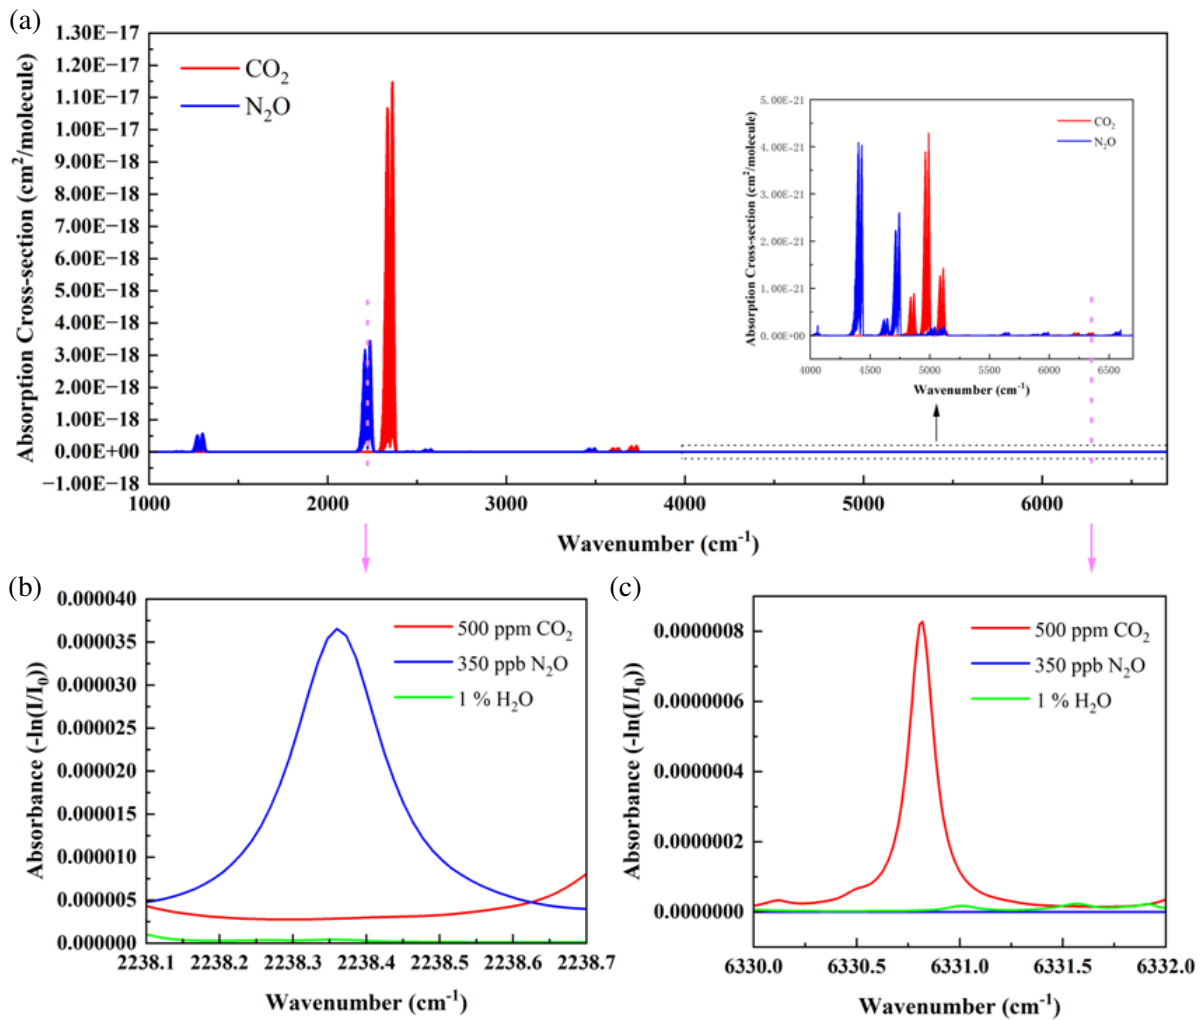 (a)
1.30E−17
1.20E−17
1.10E−17
1.00E−17
9.00E−18
8.00E−18
7.00E−18
6.00E−18
5.00E−18
4.00E−18
3.00E−18
2.00E−18
1.00E−18
0.00E+00
−1.00E−18
Absorption Cross-section (cm²/molecule)
CO₂
N₂O
1000
2000
3000
4000
5000
6000
Wavenumber (cm⁻¹)
5.00E−21
4.00E−21
3.00E−21
2.00E−21
1.00E−21
0.00E+00
Absorption Cross-section (cm²/molecule)
CO₂
N₂O
4000
4500
5000
5500
6000
6500
Wavenumber (cm⁻¹)
(b)
0.000040
0.000035
0.000030
0.000025
0.000020
0.000015
0.000010
0.000005
0.000000
Absorbance (-ln(I/I₀))
500 ppm CO₂
350 ppb N₂O
1 % H₂O
2238.1
2238.2
2238.3
2238.4
2238.5
2238.6
2238.7
Wavenumber (cm⁻¹)
(c)
0.0000008
0.0000006
0.0000004
0.0000002
0.0000000
Absorbance (-ln(I/I₀))
500 ppm CO₂
350 ppb N₂O
1 % H₂O
6330.0
6330.5
6331.0
6331.5
6332.0
Wavenumber (cm⁻¹)